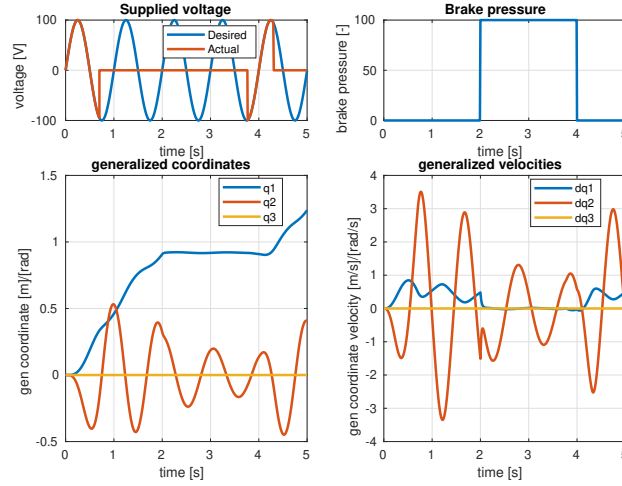 Supplied voltage
100
0
-100
voltage [V]
Desired
Actual
0 1 2 3 4 5
time [s]
Brake pressure
100
50
0
brake pressure [-]
0 1 2 3 4 5
time [s]
generalized coordinates
1.5
1
0.5
0
-0.5
gen coordinate [m]/[rad]
q1
q2
q3
0 1 2 3 4 5
time [s]
generalized velocities
4
3
2
1
0
-1
-2
-3
-4
gen coordinate velocity [m/s]/[rad/s]
dq1
dq2
dq3
0 1 2 3 4 5
time [s]